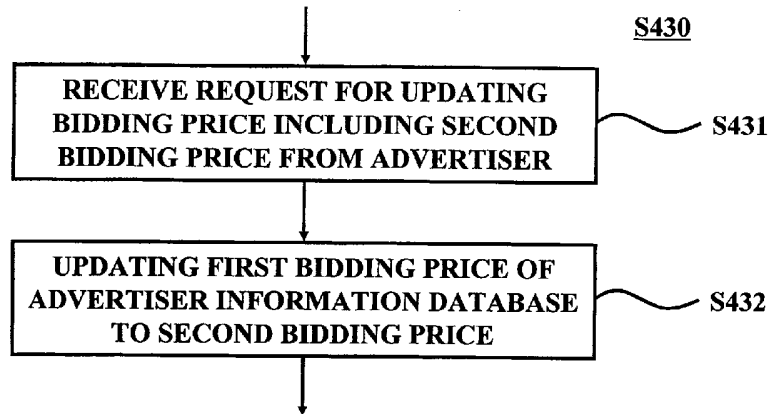 S430
RECEIVE REQUEST FOR UPDATING
BIDDING PRICE INCLUDING SECOND
BIDDING PRICE FROM ADVERTISER
S431
UPDATING FIRST BIDDING PRICE OF
ADVERTISER INFORMATION DATABASE
TO SECOND BIDDING PRICE
S432